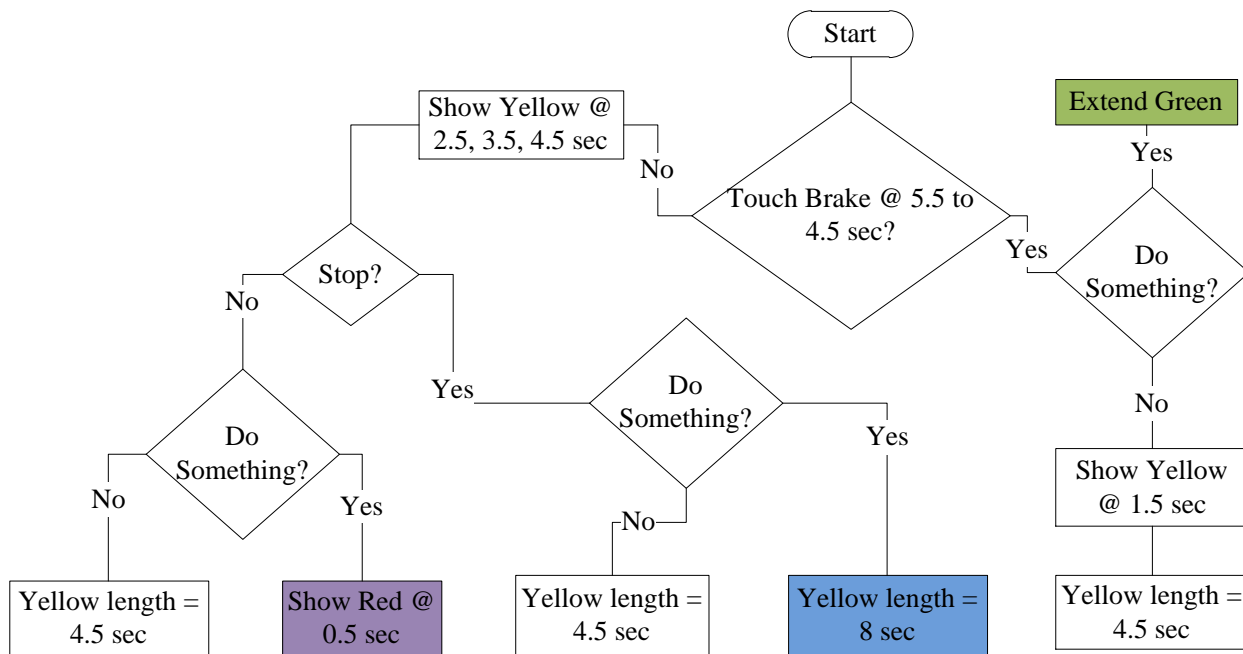 Start
Extend Green
Show Yellow @
2.5, 3.5, 4.5 sec
Yes
No
Touch Brake @ 5.5 to
4.5 sec?
Yes
Do
Something?
Stop?
No
Yes
Do
Something?
Yes
No
Do
Something?
No
Yes
No
Yes
Show Yellow
@ 1.5 sec
Yellow length =
4.5 sec
Show Red @
0.5 sec
Yellow length =
4.5 sec
Yellow length =
8 sec
Yellow length =
4.5 sec